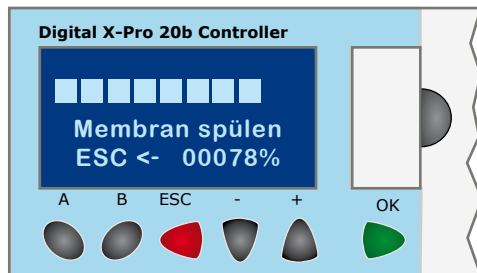 Digital X-Pro 20b Controller
Membran spülen
ESC <- 00078%
A B ESC - + OK